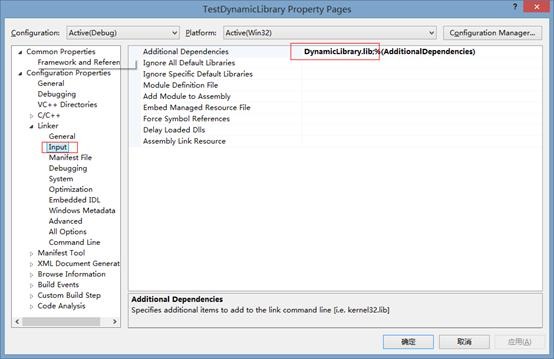 TestDynamicLibrary Property Pages
?
x
Configuration: Active(Debug) Platform: Active(Win32) Configuration Manager...
Common Properties
Framework and Referen
Configuration Properties
General
Debugging
VC++ Directories
C/C++
Linker
General
Input
Manifest File
Debugging
System
Optimization
Embedded IDL
Windows Metadata
Advanced
All Options
Command Line
Manifest Tool
XML Document Generat
Browse Information
Build Events
Custom Build Step
Code Analysis
Additional Dependencies DynamicLibrary.lib;%(AdditionalDependencies)
Ignore All Default Libraries
Ignore Specific Default Libraries
Module Definition File
Add Module to Assembly
Embed Managed Resource File
Force Symbol References
Delay Loaded Dlls
Assembly Link Resource
Additional Dependencies
Specifies additional items to add to the link command line [i.e. kernel32.lib]
确定 取消 应用(A)